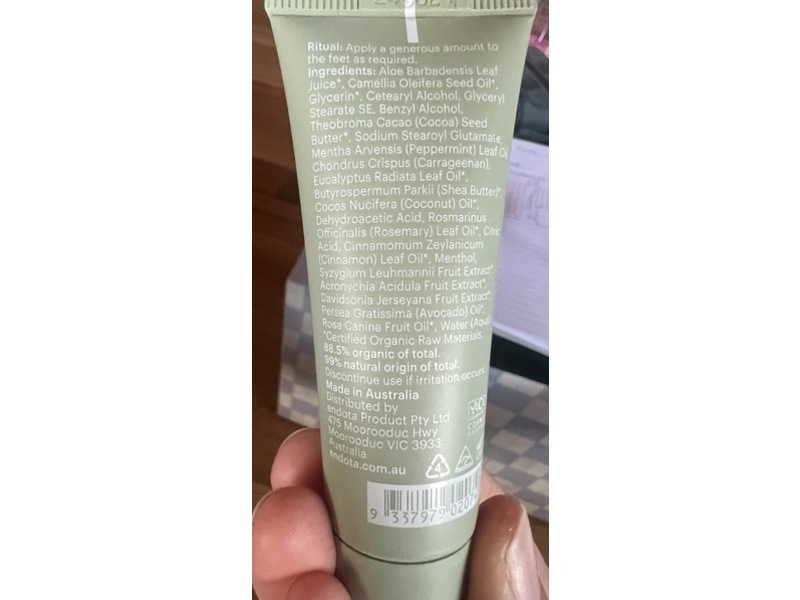 Ritual: Apply a generous amount to
the feet as required.
Ingredients: Aloe Barbadensis Leaf
Juice*, Camellia Oleifera Seed Oil*,
Glycerin*, Cetearyl Alcohol, Glyceryl
Stearate SE, Benzyl Alcohol,
Theobroma Cacao (Cocoa) Seed
Butter*, Sodium Stearoyl Glutamate,
Mentha Arvensis (Peppermint) Leaf Oil
Chondrus Crispus (Carrageenan),
Eucalyptus Radiata Leaf Oil*,
Butyrospermum Parkii (Shea Butter)*
Cocos Nucifera (Coconut) Oil*,
Dehydroacetic Acid, Rosmarinus
Officinalis (Rosemary) Leaf Oil*, Citric
Acid, Cinnamomum Zeylanicum
(Cinnamon) Leaf Oil*, Menthol,
Syzygium Leuhmannii Fruit Extract*,
Acronychia Acidula Fruit Extract*,
Davidsonia Jerseyana Fruit Extract*,
Persea Gratissima (Avocado) Oil*,
Rosa Canina Fruit Oil*, Water (Aqua)
*Certified Organic Raw Materials.
88.5% organic of total.
99% natural origin of total.
Discontinue use if irritation occurs.
Made in Australia
Distributed by
endota Product Pty Ltd
475 Moorooduc Hwy
Moorooduc VIC 3933
Australia
endota.com.au
4
ACO
9 337979 020